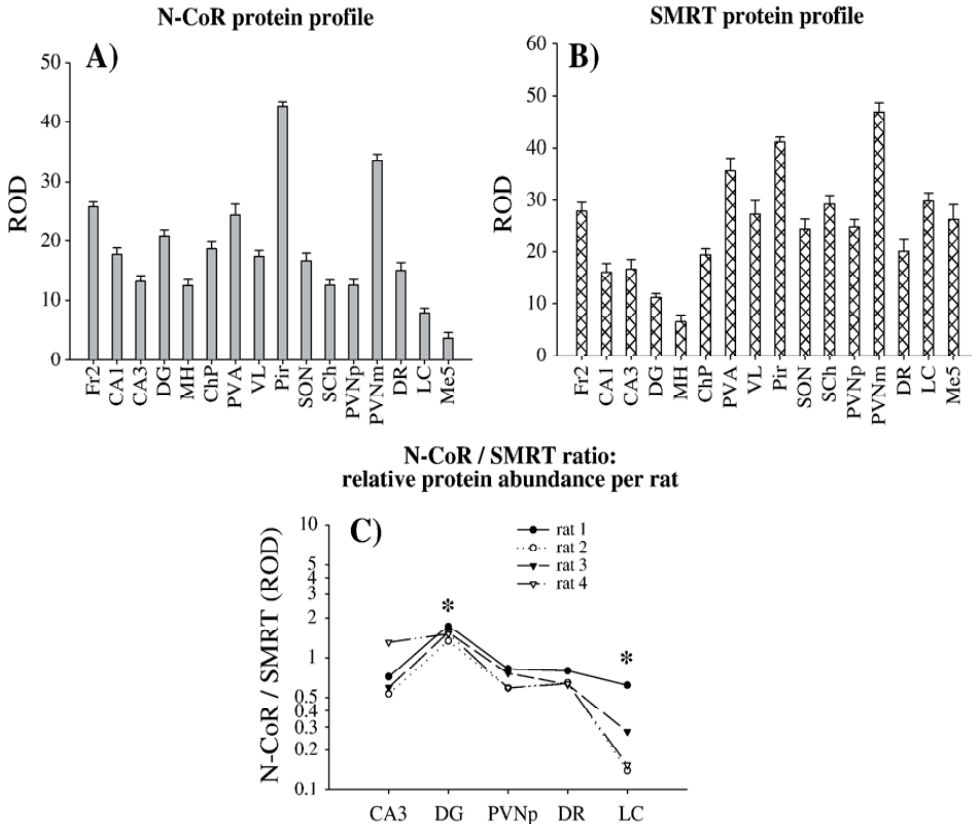 N-CoR protein profile
A)
ROD
50
40
30
20
10
0
Fr2
CA1
CA3
DG
MH
ChP
PVA
VL
Pir
SON
SCh
PVNp
PVNm
DR
LC
Me5
SMRT protein profile
B)
ROD
60
50
40
30
20
10
0
Fr2
CA1
CA3
DG
MH
ChP
PVA
VL
Pir
SON
SCh
PVNp
PVNm
DR
LC
Me5
N-CoR / SMRT ratio:
relative protein abundance per rat
C)
N-CoR / SMRT (ROD)
10
5
4
3
2
1
0.5
0.4
0.3
0.2
0.1
rat 1
rat 2
rat 3
rat 4
*
*
CA3 DG PVNp DR LC